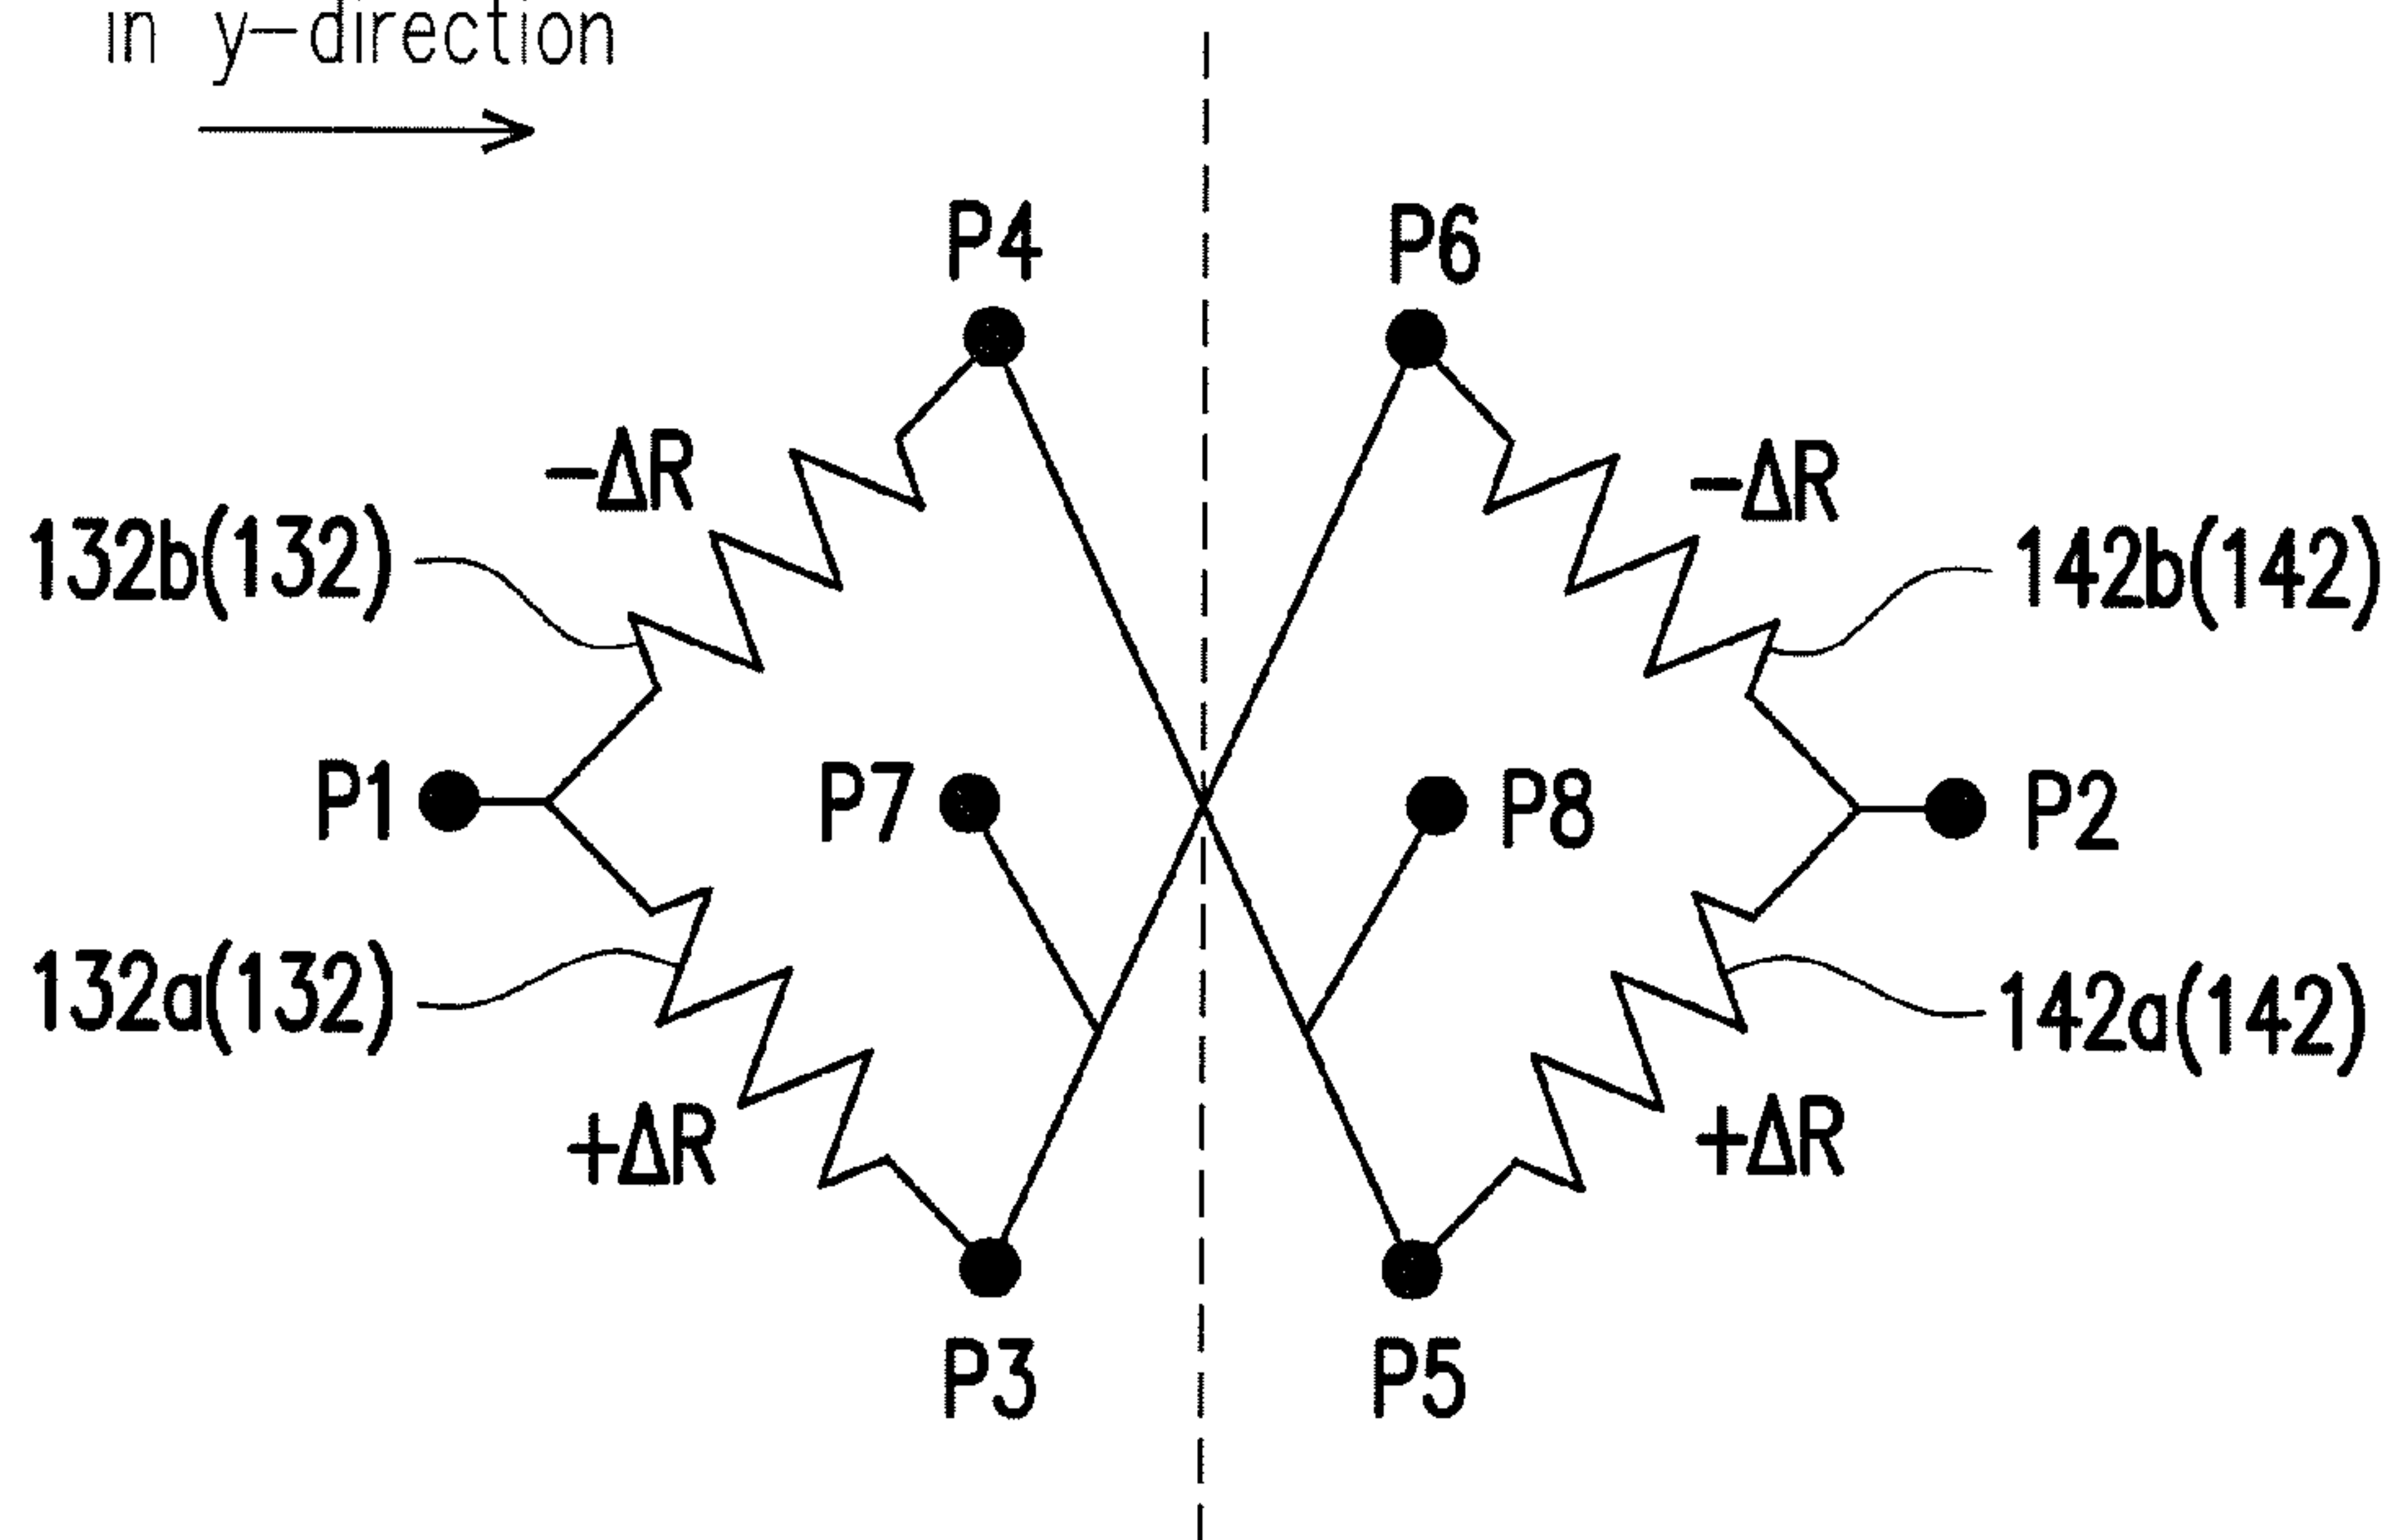 in y-direction
P4
P6
-ΔR
-ΔR
132b(132)
142b(142)
P1
P7
P8
P2
132a(132)
142a(142)
+ΔR
+ΔR
P3
P5